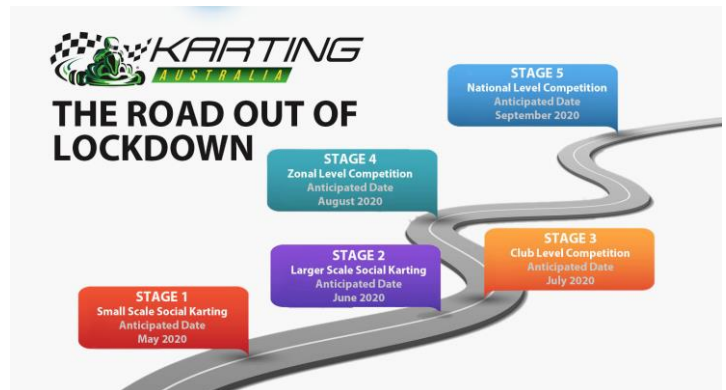 KARTING
AUSTRALIA
THE ROAD OUT OF
LOCKDOWN
STAGE 5
National Level Competition
Anticipated Date
September 2020
STAGE 4
Zonal Level Competition
Anticipated Date
August 2020
STAGE 3
Club Level Competition
Anticipated Date
July 2020
STAGE 2
Larger Scale Social Karting
Anticipated Date
June 2020
STAGE 1
Small Scale Social Karting
Anticipated Date
May 2020